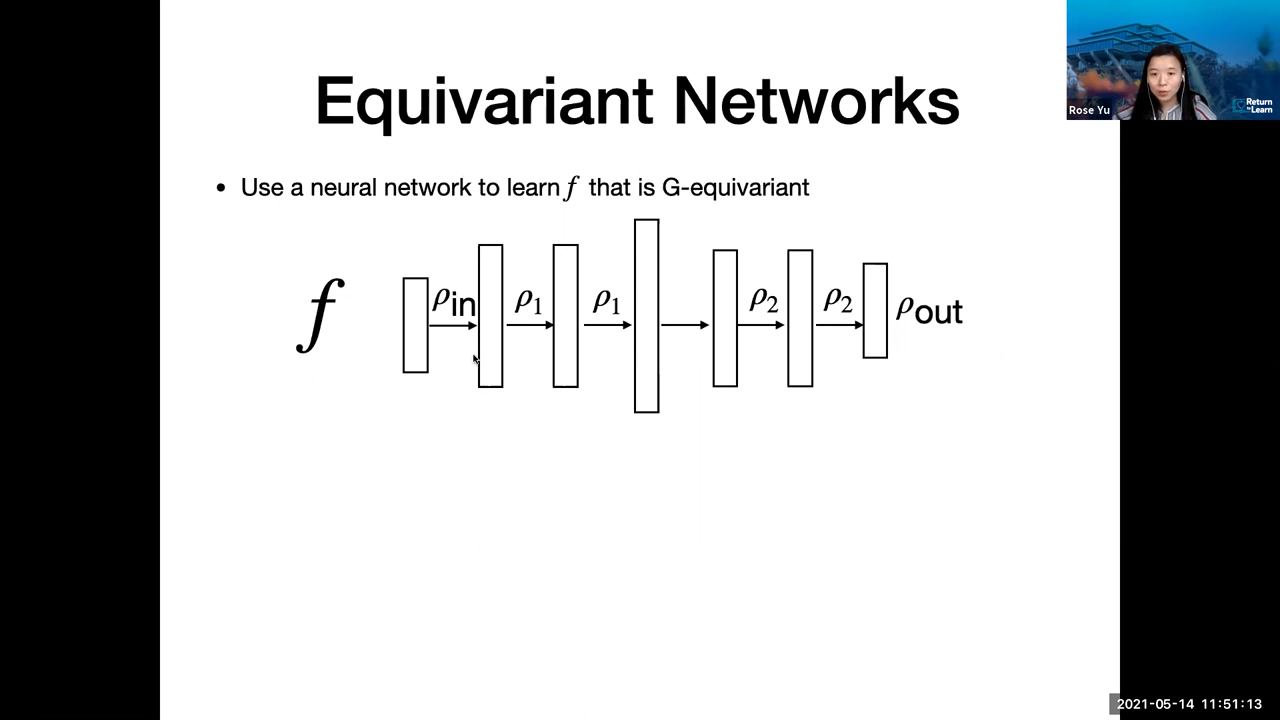 Equivariant Networks
• Use a neural network to learn f that is G-equivariant
f ρin ρ1 ρ1 ρ2 ρ2 ρout
Rose Yu
Return to Learn
2021-05-14 11:51:13